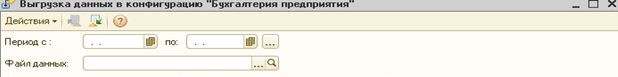 Выгрузка данных в конфигурацию "Бухгалтерия предприятия"
Действия
Период с : . . по: . . ...
Файл данных: ...